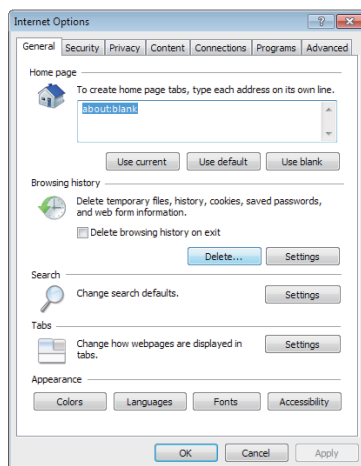 Internet Options
General Security Privacy Content Connections Programs Advanced
Home page
To create home page tabs, type each address on its own line.
about:blank
Use current Use default Use blank
Browsing history
Delete temporary files, history, cookies, saved passwords,
and web form information.
Delete browsing history on exit
Delete... Settings
Search
Change search defaults. Settings
Tabs
Change how webpages are displayed in
tabs.
Settings
Appearance
Colors Languages Fonts Accessibility
OK Cancel Apply